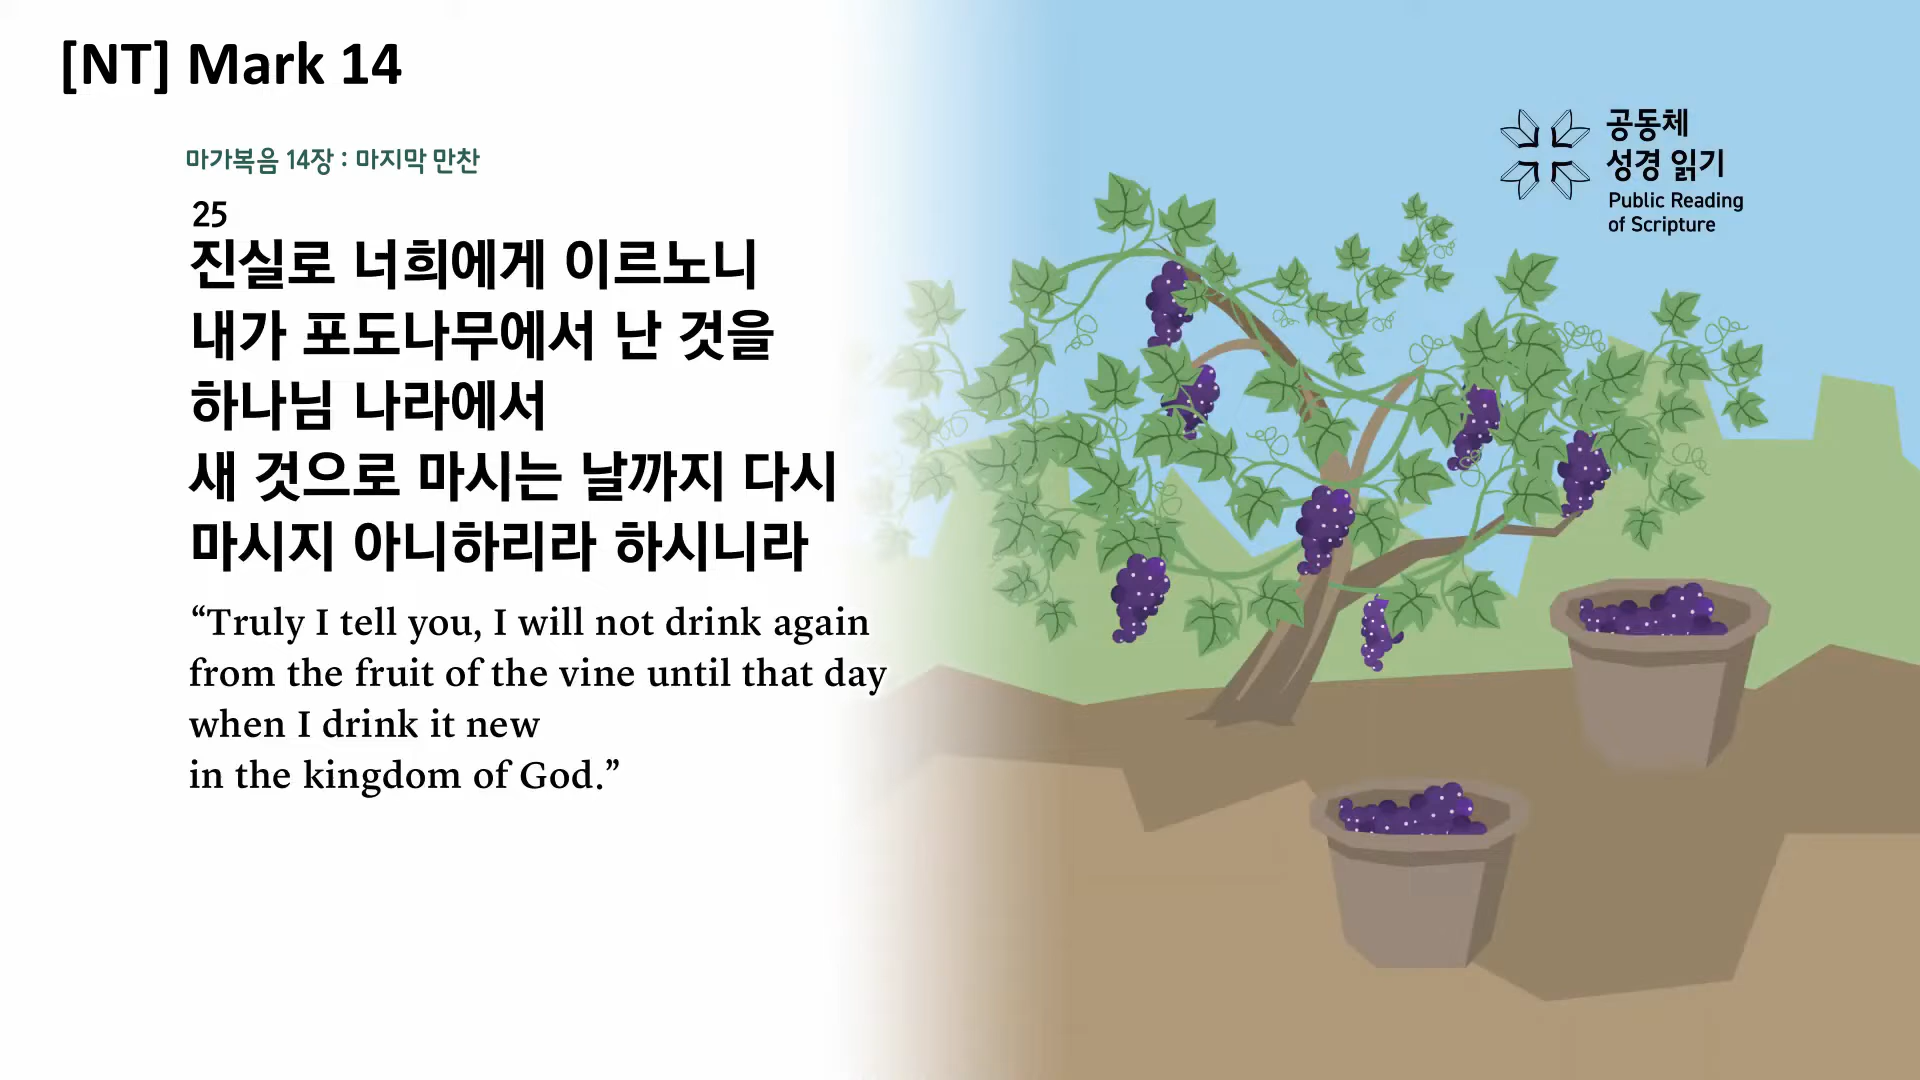 [NT] Mark 14
마가복음 14장 : 마지막 만찬
25
진실로 너희에게 이르노니
내가 포도나무에서 난 것을
하나님 나라에서
새 것으로 마시는 날까지 다시
마시지 아니하리라 하시니라
“Truly I tell you, I will not drink again
from the fruit of the vine until that day
when I drink it new
in the kingdom of God.”
공동체
성경 읽기
Public Reading
of Scripture